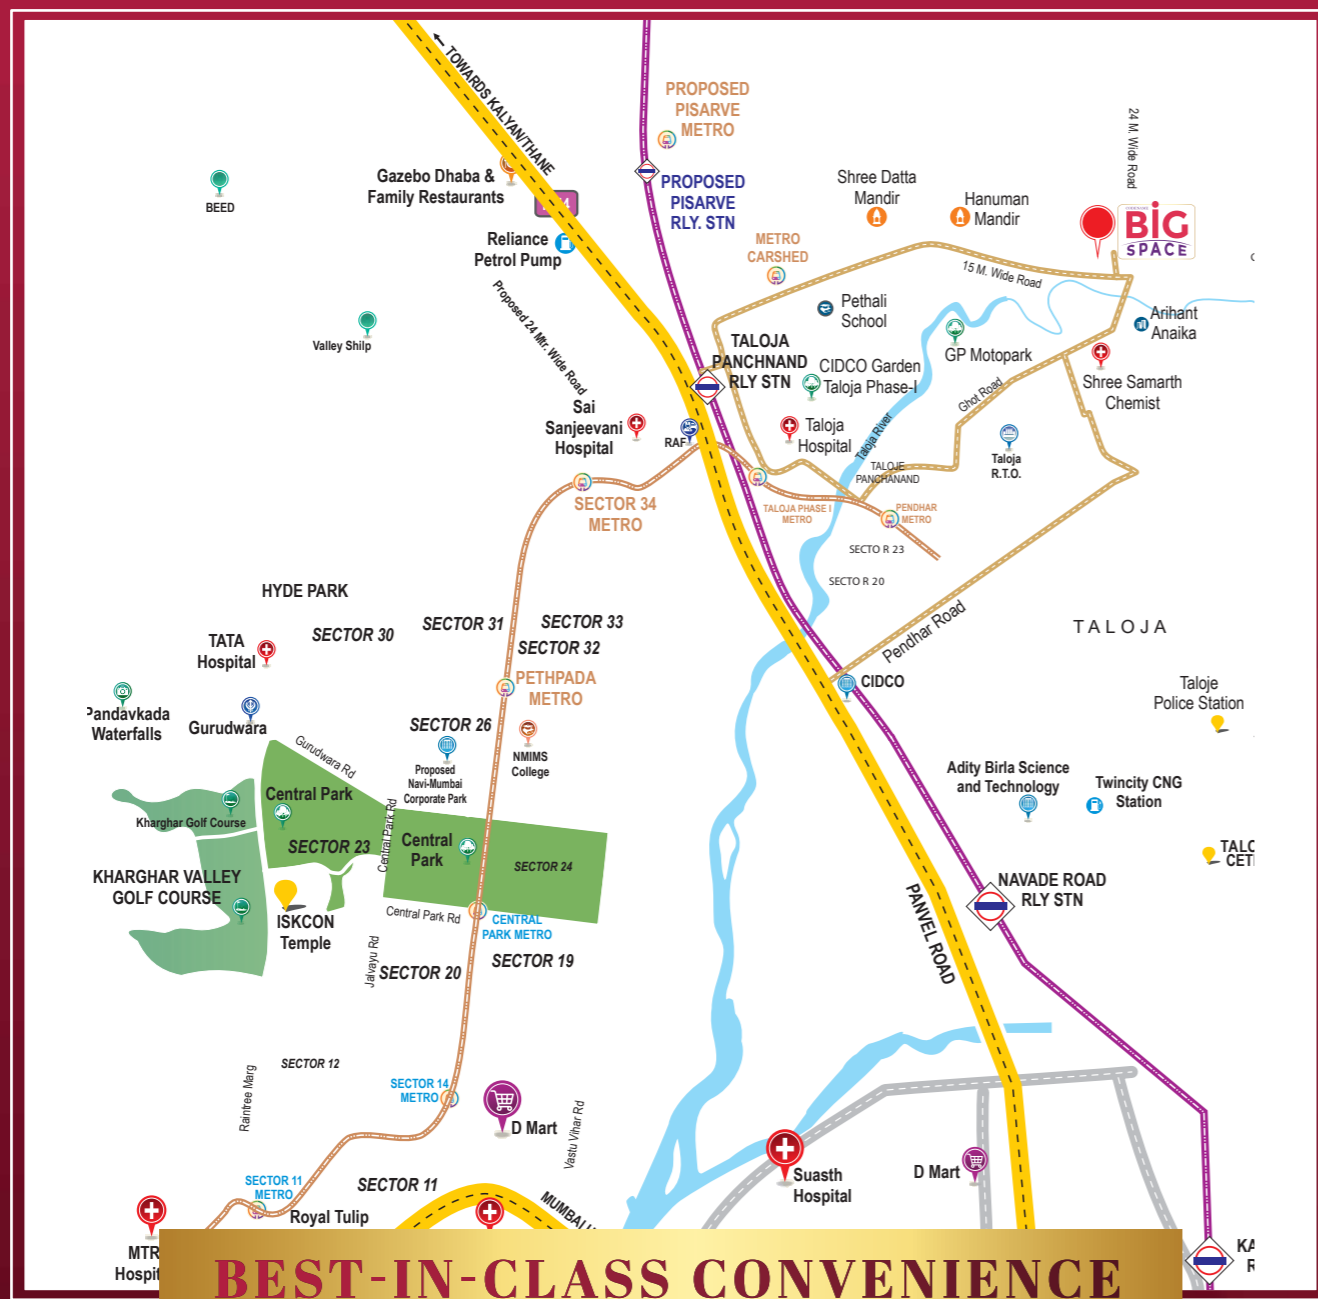 TOWARDS KALYAN/THANE
PROPOSED
PISARVE
METRO
24 M. Wide Road
Gazebo Dhaba &
Family Restaurants
BEED
PROPOSED
PISARVE
RLY. STN
Shree Datta
Mandir
Hanuman
Mandir
BIG
SPACE
Reliance
Petrol Pump
METRO
CARSHED
15 M. Wide Road
Proposed 24 Mtr. Wide Road
Pethali
School
Arihant
Anaika
Valley Shilp
TALOJA
PANCHNAND
RLY STN
GP Motopark
CIDCO Garden
Taloja Phase-I
Shree Samarth
Chemist
Ghot Road
Sai
Sanjeevani
Hospital
RAF
Taloja
Hospital
Taloja River
Taloja
R.T.O.
TALOJE
PANCHANAND
SECTOR 34
METRO
TALOJA PHASE I
METRO
PENDHAR
METRO
SECTO R 23
SECTO R 20
HYDE PARK
SECTOR 30
SECTOR 31
SECTOR 33
SECTOR 32
Pendhar Road
TALOJA
TATA
Hospital
PETHPADA
METRO
CIDCO
Taloje
Police Station
Pandavkada
Waterfalls
Gurudwara
SECTOR 26
Gurudwara Rd
NMIMS
College
Proposed
Navi-Mumbai
Corporate Park
Adity Birla Science
and Technology
Twincity CNG
Station
Central Park
Kharghar Golf Course
Central Park Rd
SECTOR 23
Central
Park
SECTOR 24
KHARGHAR VALLEY
GOLF COURSE
ISKCON
Temple
Central Park Rd
CENTRAL
PARK METRO
PANVEL ROAD
NAVADE ROAD
RLY STN
Jalvayu Rd
SECTOR 20
SECTOR 19
SECTOR 12
Raintree Marg
SECTOR 14
METRO
D Mart
Vastu Vihar Rd
Suasth
Hospital
D Mart
SECTOR 11
METRO
SECTOR 11
Royal Tulip
MTR
BEST-IN-CLASS CONVENIENCE